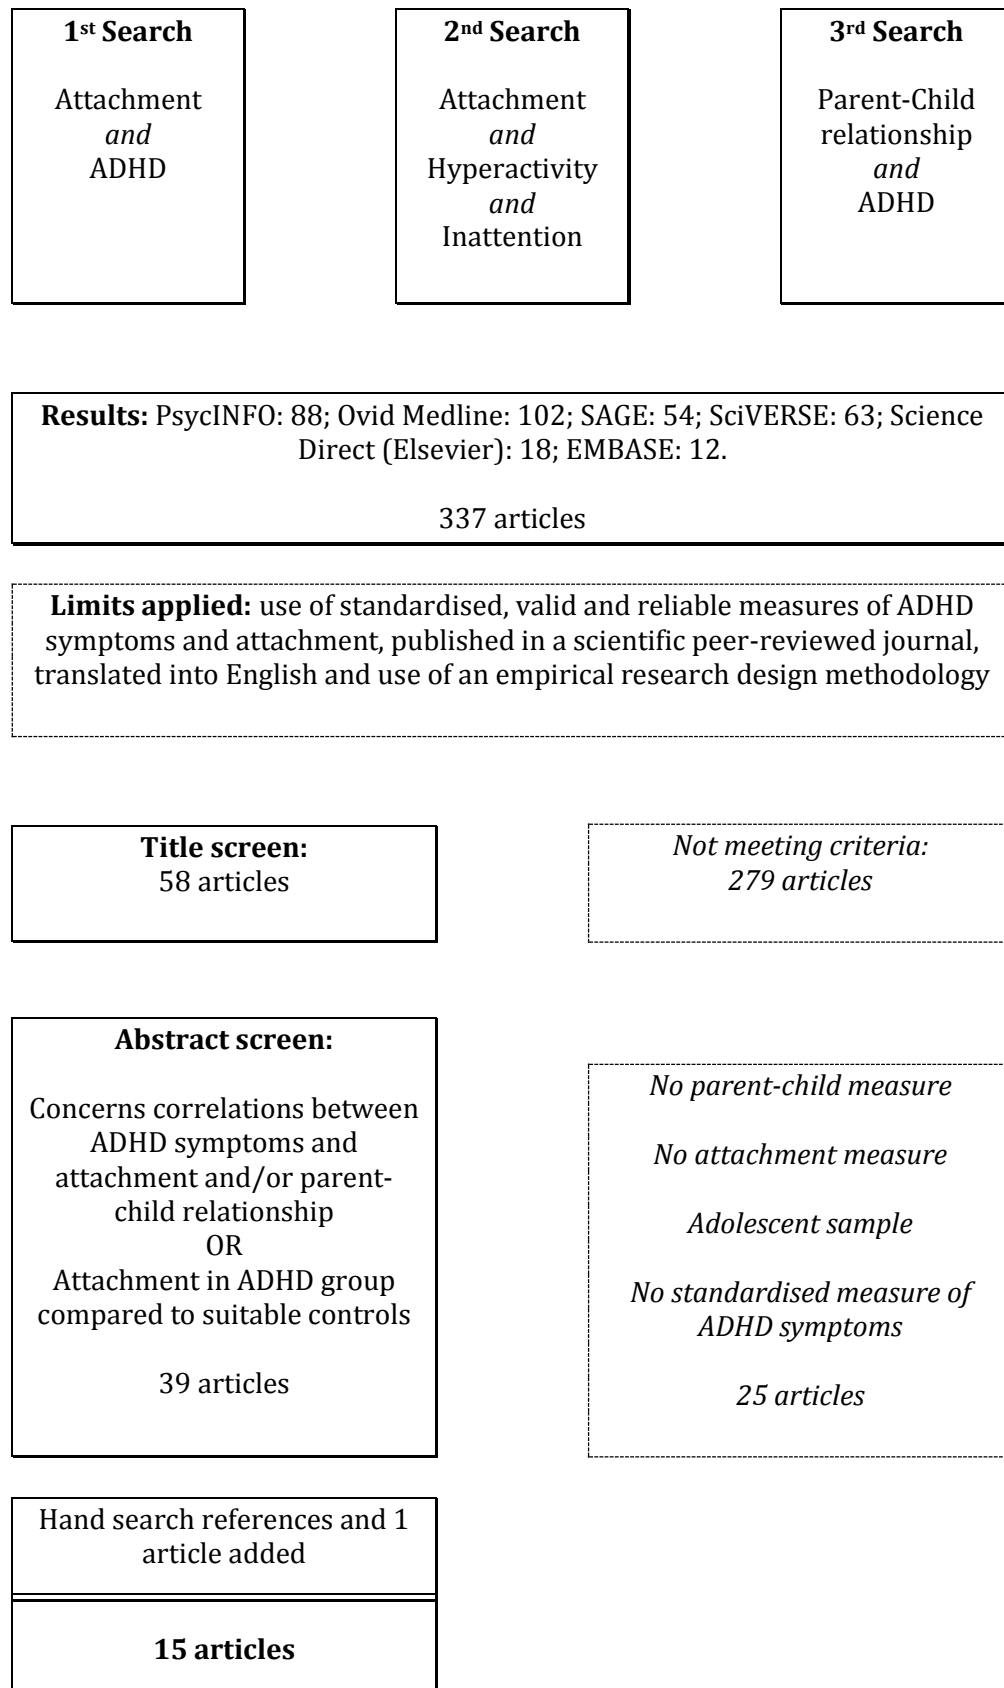 1st Search
Attachment
and
ADHD
2nd Search
Attachment
and
Hyperactivity
and
Inattention
3rd Search
Parent-Child
relationship
and
ADHD
Results: PsycINFO: 88; Ovid Medline: 102; SAGE: 54; SciVERSE: 63; Science
Direct (Elsevier): 18; EMBASE: 12.
337 articles
Limits applied: use of standardised, valid and reliable measures of ADHD
symptoms and attachment, published in a scientific peer-reviewed journal,
translated into English and use of an empirical research design methodology
Title screen:
58 articles
Not meeting criteria:
279 articles
Abstract screen:
Concerns correlations between
ADHD symptoms and
attachment and/or parent-
child relationship
OR
Attachment in ADHD group
compared to suitable controls
39 articles
No parent-child measure
No attachment measure
Adolescent sample
No standardised measure of
ADHD symptoms
25 articles
Hand search references and 1
article added
15 articles